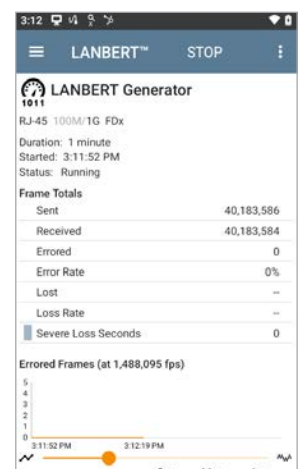 3:12
LANBERT™ STOP
1011
LANBERT Generator
RJ-45 100M/1G FDx
Duration: 1 minute
Started: 3:11:52 PM
Status: Running
Frame Totals
Sent 40,183,586
Received 40,183,584
Errored 0
Error Rate 0%
Lost --
Loss Rate --
Severe Loss Seconds 0
Errored Frames (at 1,488,095 fps)
5
4
3
2
1
0
3:11:52 PM 3:12:19 PM